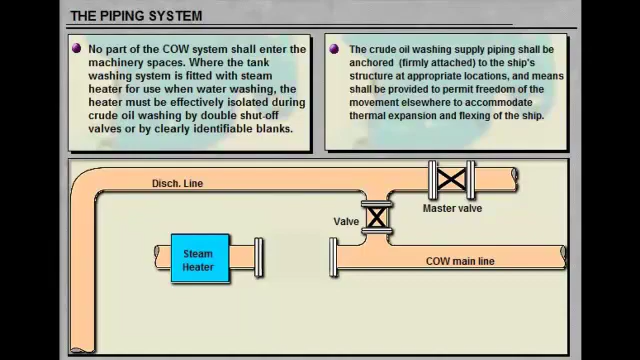 THE PIPING SYSTEM
No part of the COW system shall enter the
machinery spaces. Where the tank
washing system is fitted with steam
heater for use when water washing, the
heater must be effectively isolated during
crude oil washing by double shut-off
valves or by clearly identifiable blanks.
The crude oil washing supply piping shall be
anchored (firmly attached) to the ship's
structure at appropriate locations, and means
shall be provided to permit freedom of the
movement elsewhere to accommodate
thermal expansion and flexing of the ship.
Disch. Line
Master valve
Valve
Steam
Heater
COW main line